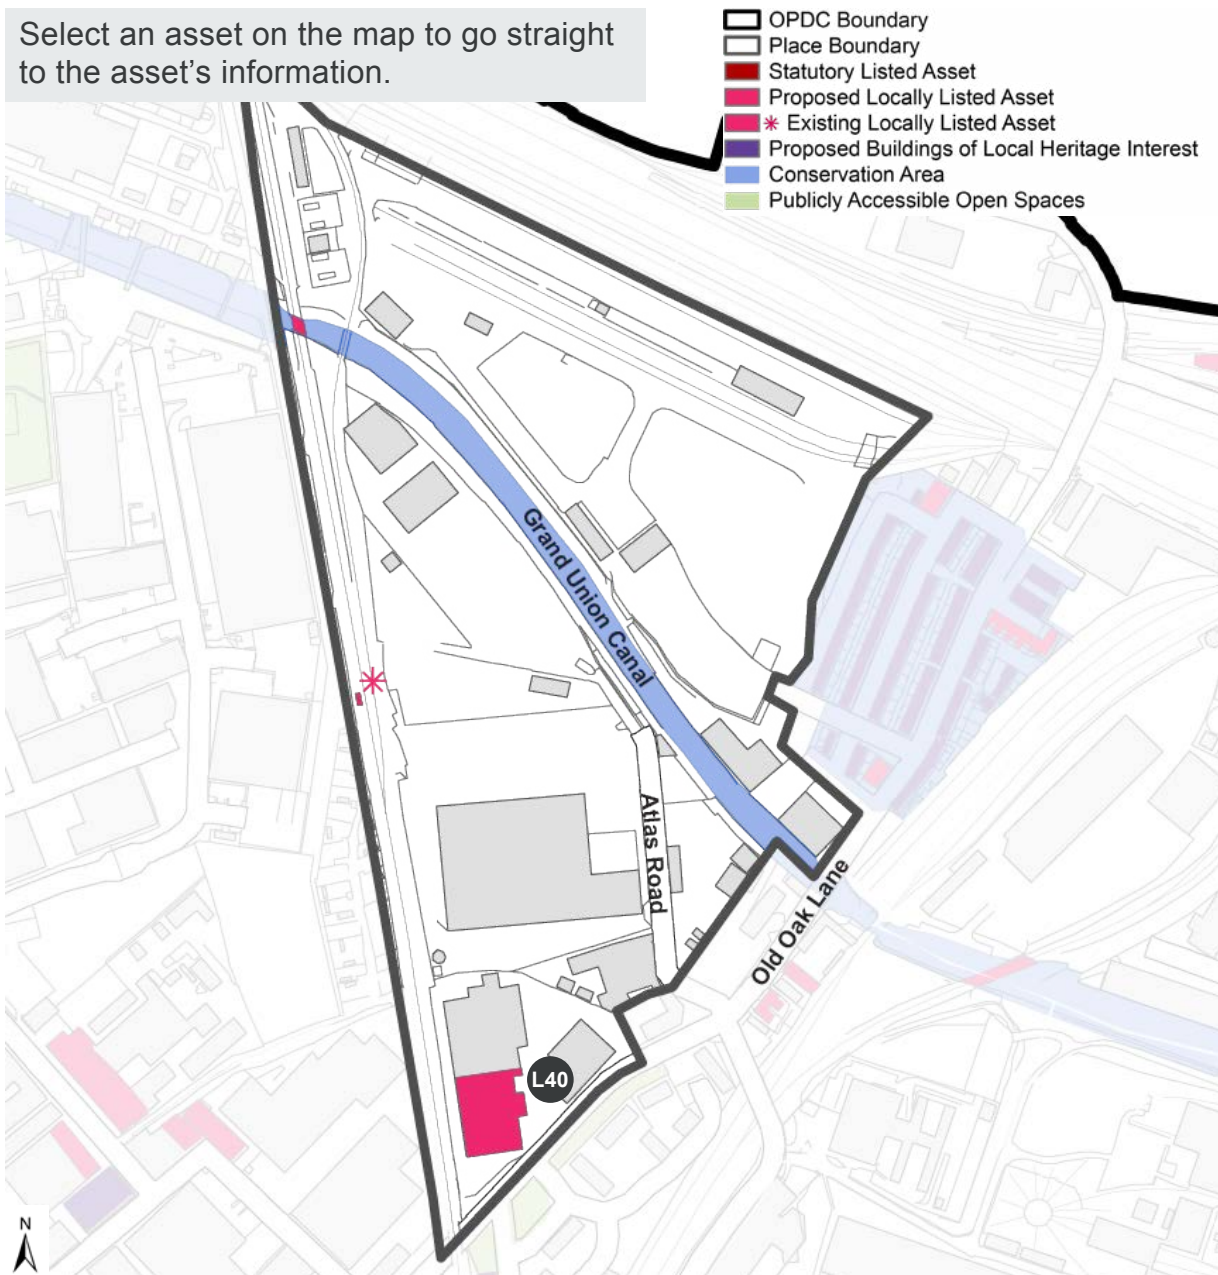 Select an asset on the map to go straight
to the asset's information.
OPDC Boundary
Place Boundary
Statutory Listed Asset
Proposed Locally Listed Asset
Existing Locally Listed Asset
Proposed Buildings of Local Heritage Interest
Conservation Area
Publicly Accessible Open Spaces
Grand Union Canal
Atlas Road
Old Oak Lane
L40
N